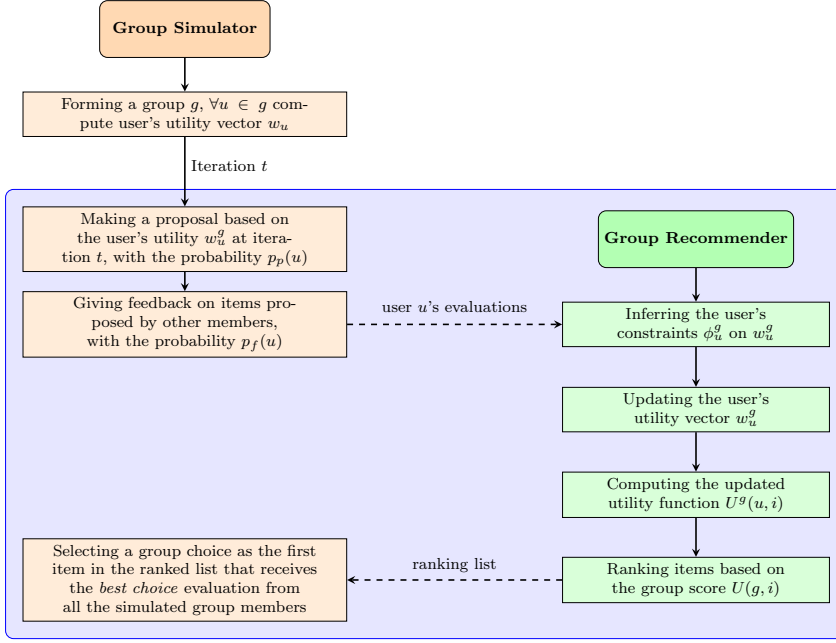 Group Simulator
Forming a group g, ∀u ∈ g com-
pute user's utility vector w_u
Iteration t
Making a proposal based on
the user's utility w_u^g at itera-
tion t, with the probability p_p(u)
Giving feedback on items pro-
posed by other members,
with the probability p_f(u)
user u's evaluations
Group Recommender
Inferring the user's
constraints ϕ_u^g on w_u^g
Updating the user's
utility vector w_u^g
Computing the updated
utility function U^g(u, i)
Ranking items based on
the group score U(g, i)
ranking list
Selecting a group choice as the first
item in the ranked list that receives
the best choice evaluation from
all the simulated group members